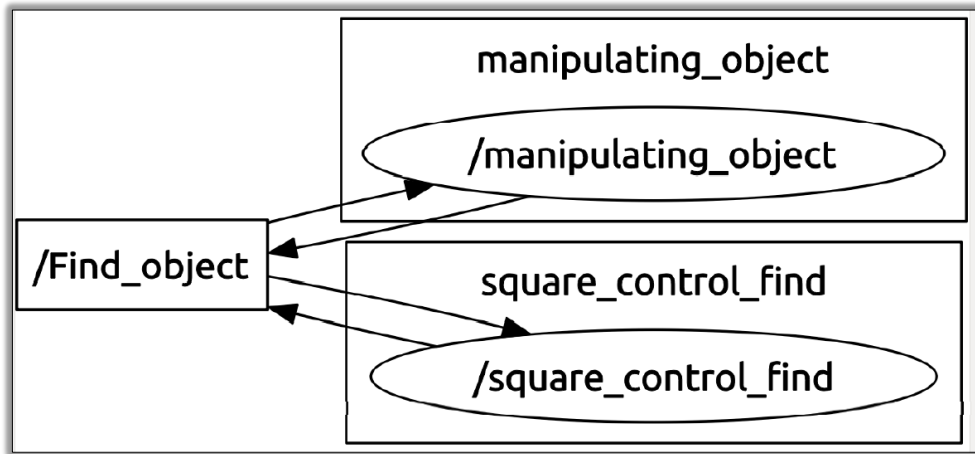 manipulating_object
/manipulating_object
/Find_object
square_control_find
/square_control_find